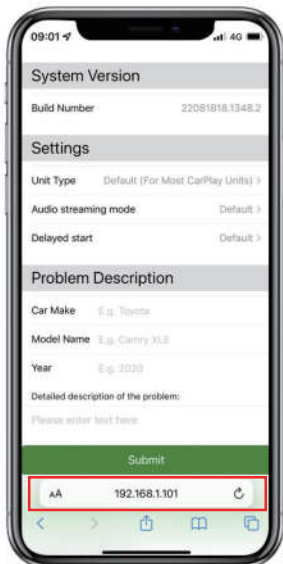 09:01 4G
System Version
Build Number 22081818.1348.2
Settings
Unit Type Default (For Most CarPlay Units) >
Audio streaming mode Default >
Delayed start Default >
Problem Description
Car Make E.g. Toyota
Model Name E.g. Camry XLE
Year E.g. 2020
Detailed description of the problem:
Please enter text here
Submit
AA 192.168.1.101